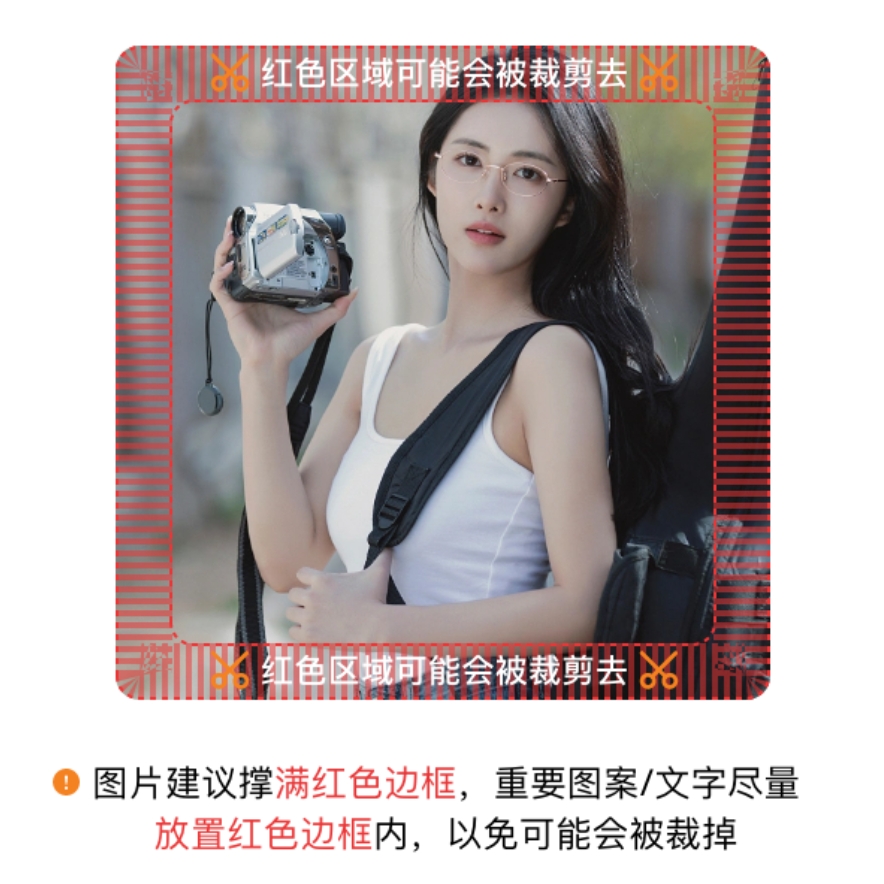 红色区域可能会被裁剪去
红色区域可能会被裁剪去
图片建议撑满红色边框，重要图案/文字尽量
放置红色边框内，以免可能会被裁掉